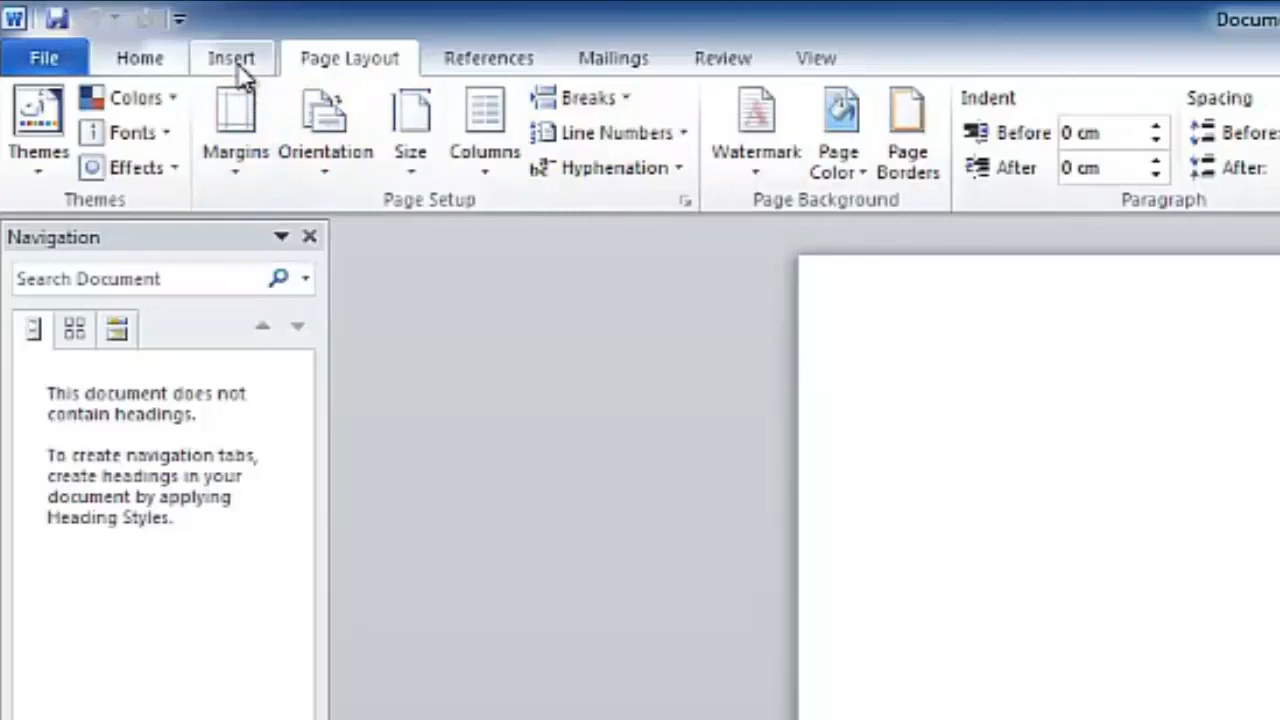 W
Docum
File Home Insert Page Layout References Mailings Review View
Themes
Colors
Fonts
Effects
Themes
Margins
Orientation
Size
Columns
Breaks
Line Numbers
Hyphenation
Page Setup
Watermark
Page
Color
Page
Borders
Page Background
Indent
Before 0 cm
After 0 cm
Spacing
Before:
After:
Paragraph
Navigation
Search Document
This document does not
contain headings.
To create navigation tabs,
create headings in your
document by applying
Heading Styles.